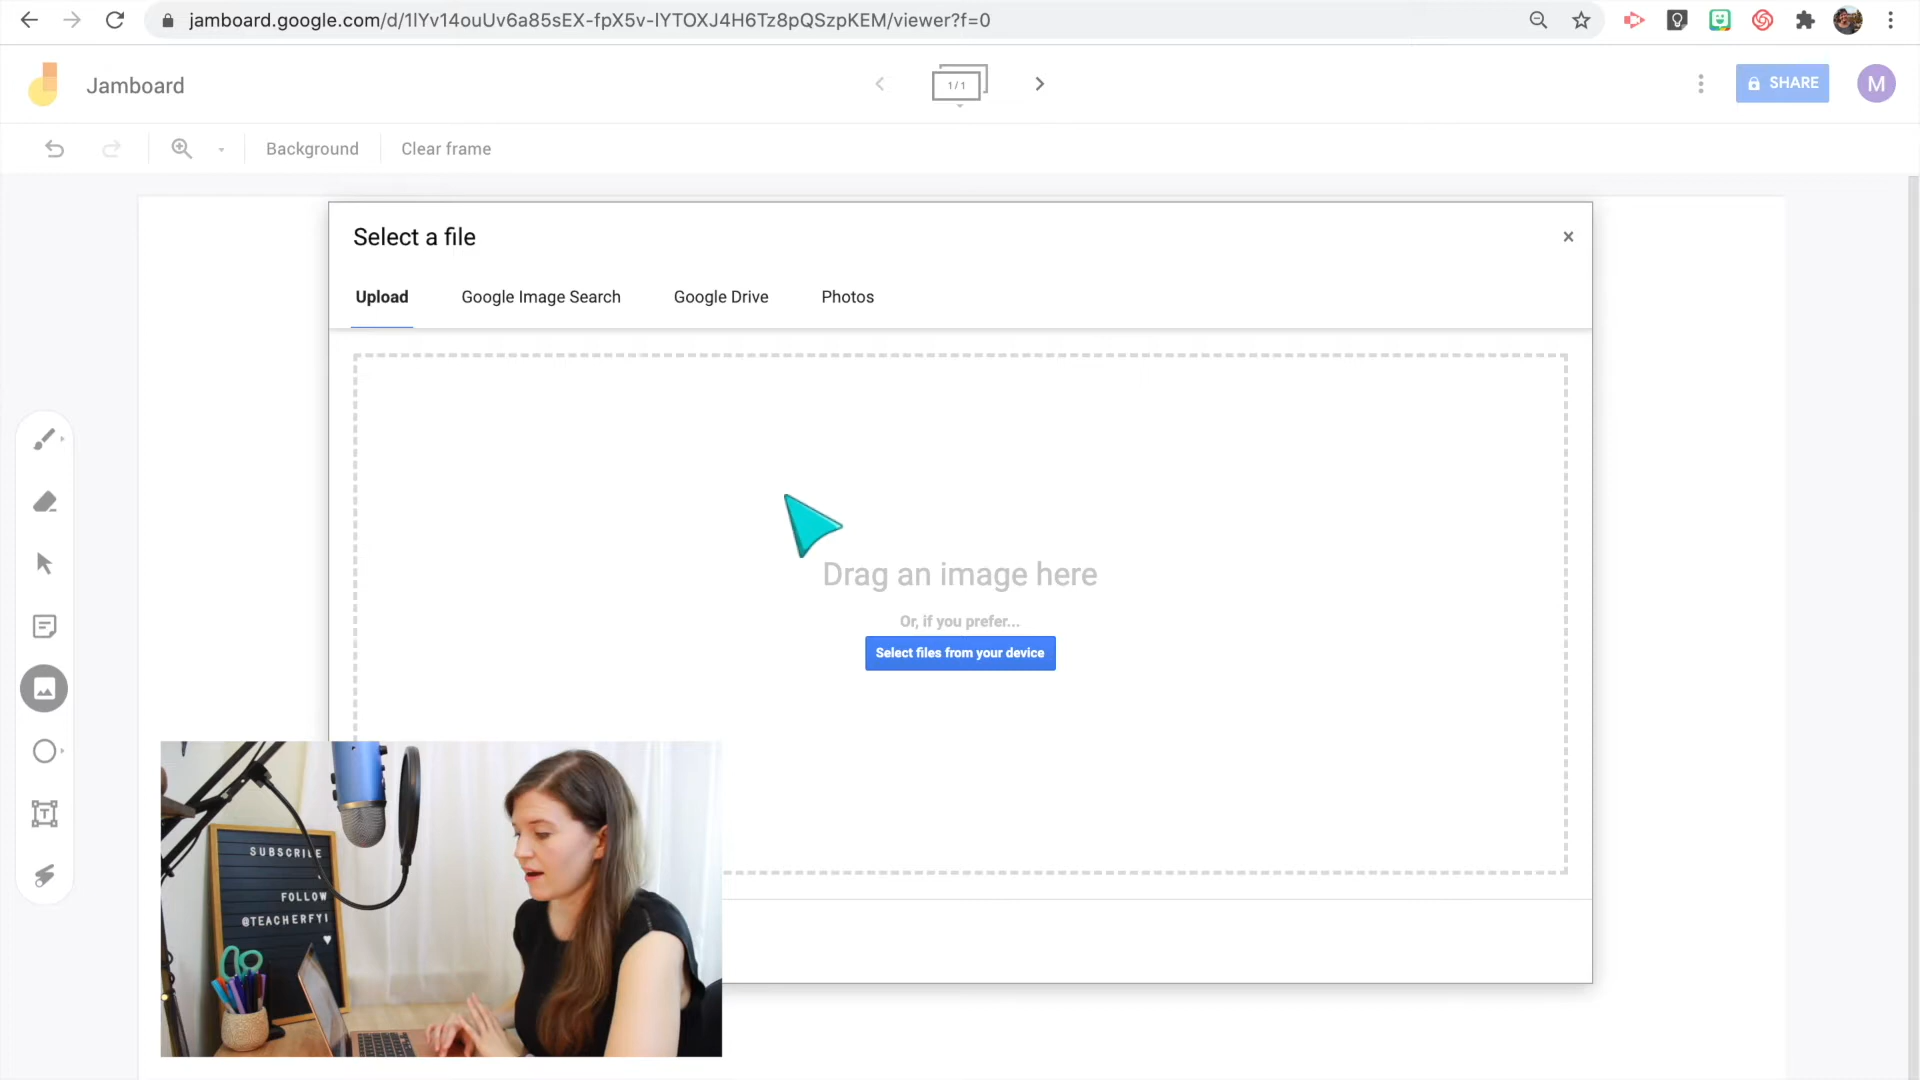 jamboard.google.com/d/1lYv14ouUv6a85sEX-fpX5v-lYTOXJ4H6Tz8pQSzpKEM/viewer?f=0
Jamboard
1/1
SHARE
M
Background
Clear frame
Select a file
×
Upload
Google Image Search
Google Drive
Photos
Drag an image here
Or, if you prefer...
Select files from your device
SUBSCRIBE
FOLLOW
@TEACHERFYI
♥